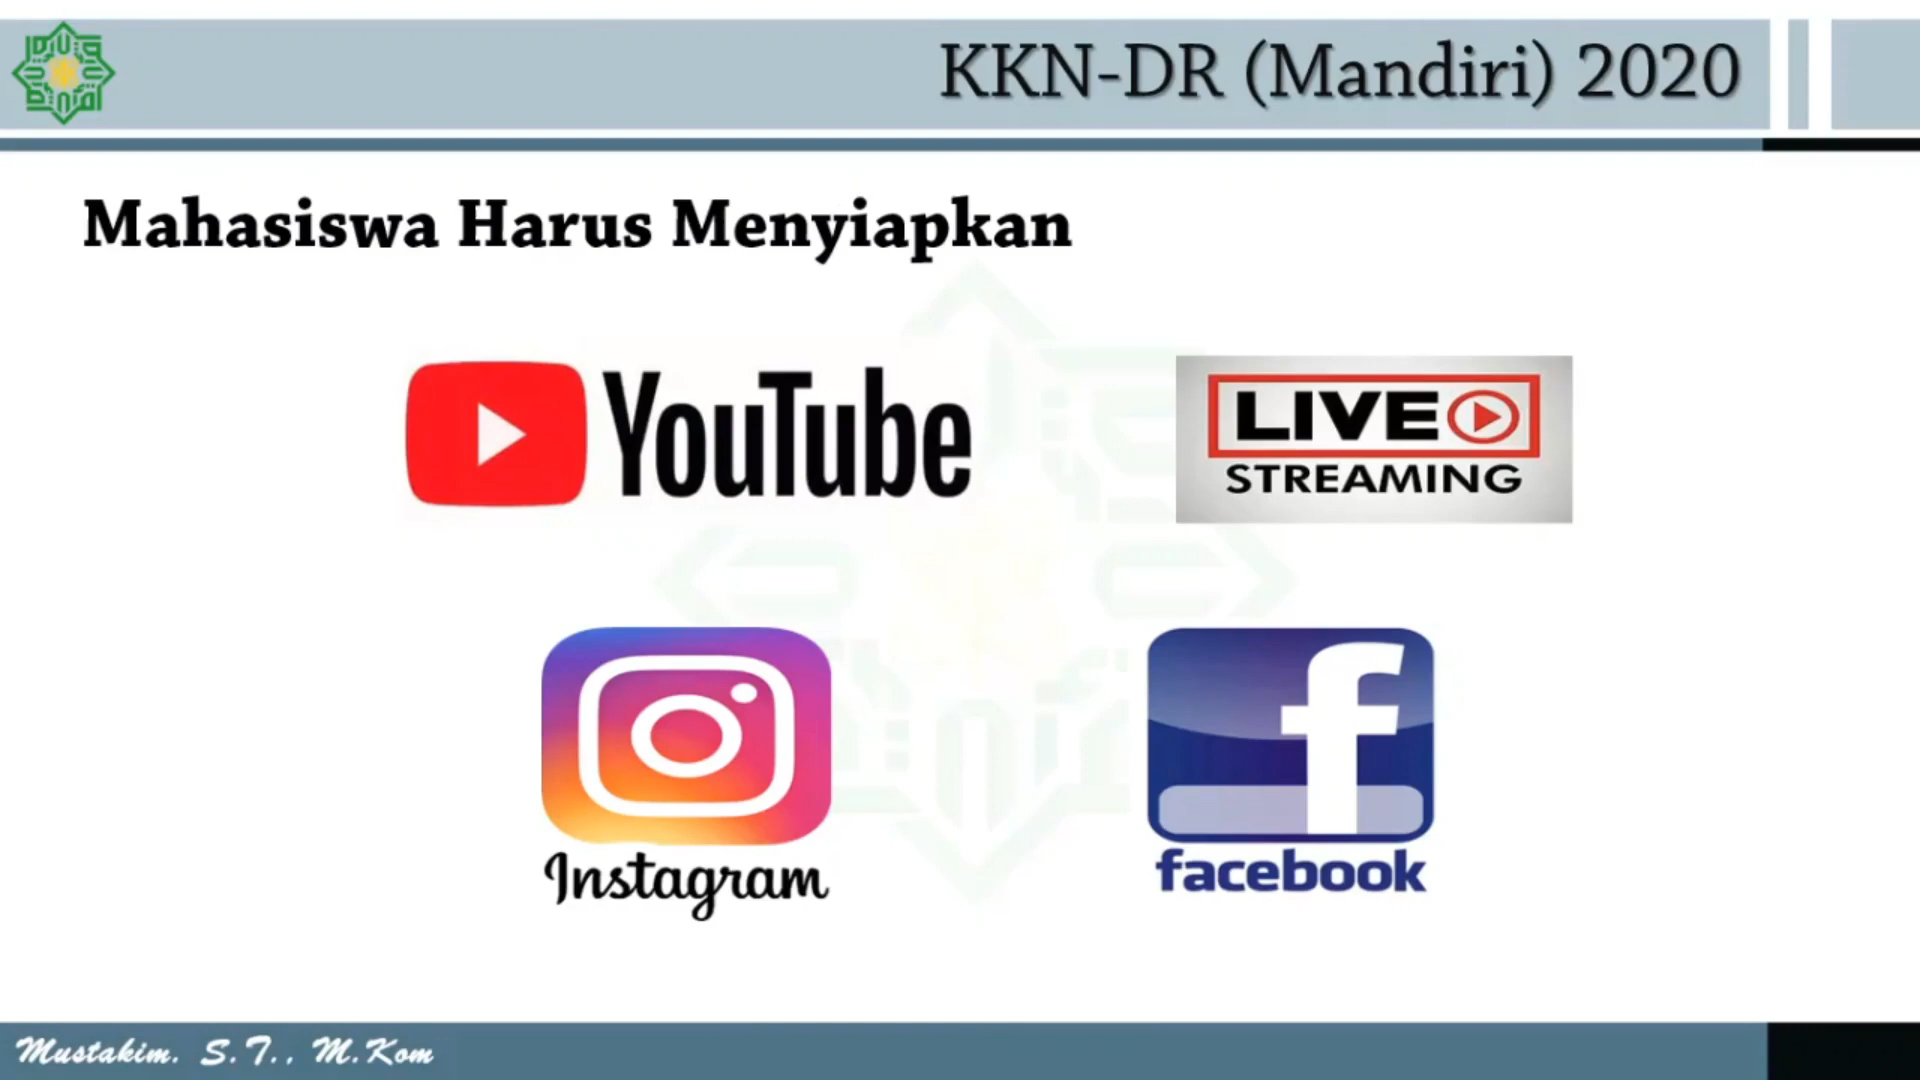 KKN-DR (Mandiri) 2020
Mahasiswa Harus Menyiapkan
YouTube
LIVE
STREAMING
Instagram
facebook
Mustakim. S.T., M.Kom